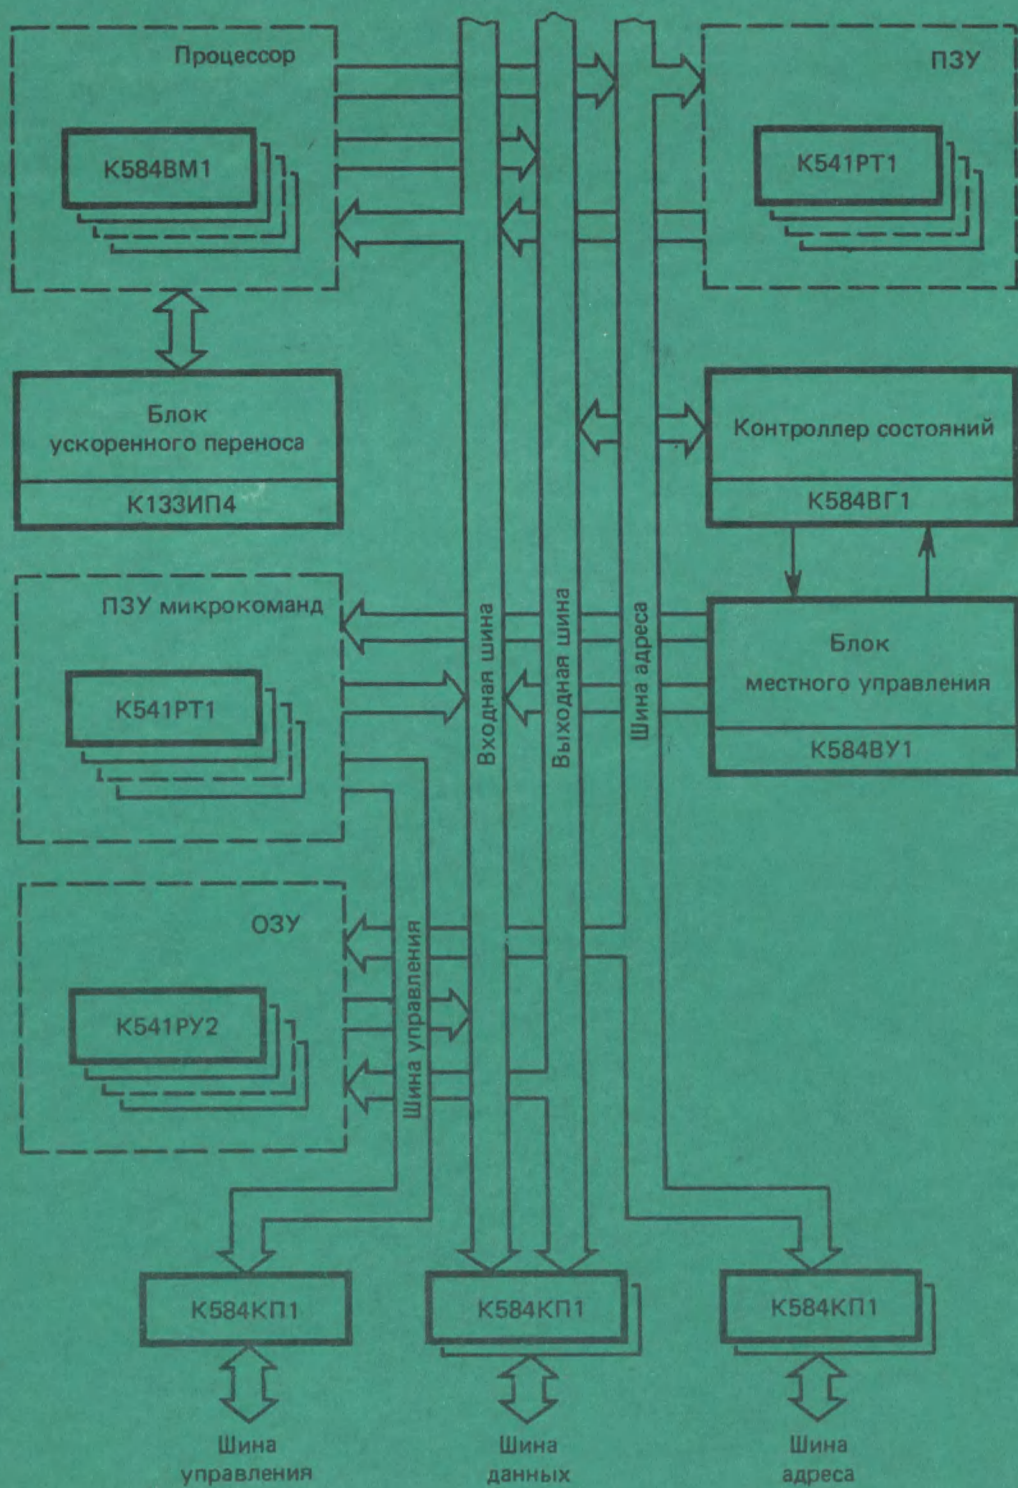 Процессор
К584ВМ1
ПЗУ
К541РТ1
Блок
ускоренного переноса
К133ИП4
Контроллер состояний
К584ВГ1
ПЗУ микрокоманд
К541РТ1
Входная шина
Выходная шина
Шина адреса
Блок
местного управления
К584ВУ1
ОЗУ
К541РУ2
Шина управления
К584КП1
К584КП1
К584КП1
Шина
управления
Шина
данных
Шина
адреса